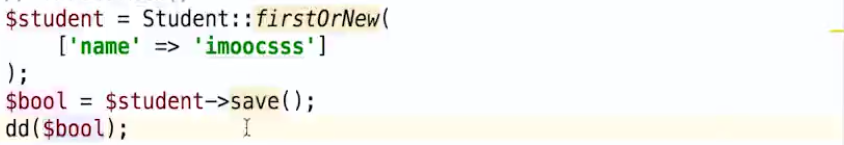 $student = Student::firstOrNew(
['name' => 'imoocsss']
);
$bool = $student->save();
dd($bool);